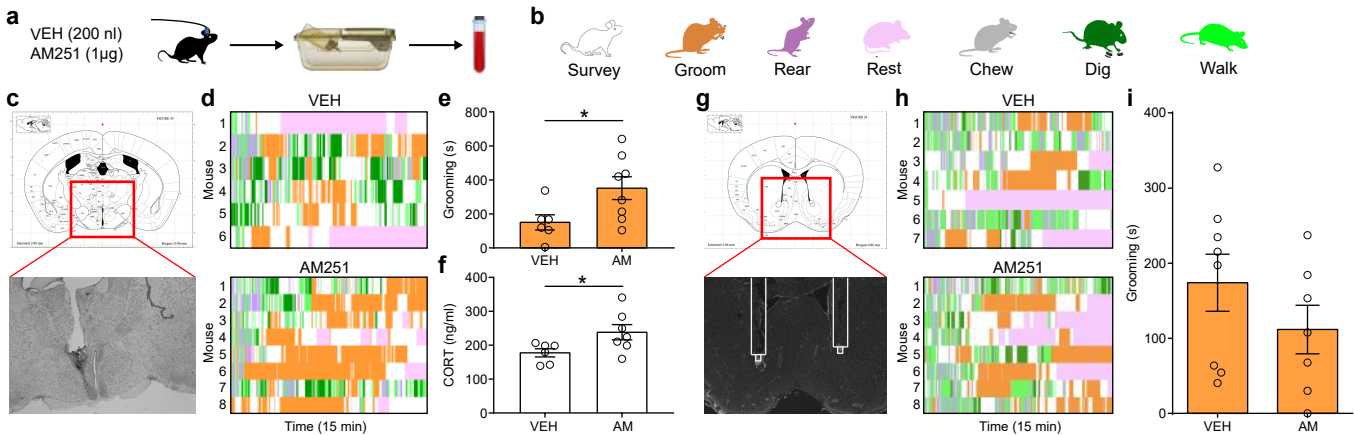 a
VEH (200 nl)
AM251 (1µg)
b
Survey
Groom
Rear
Rest
Chew
Dig
Walk
c
d
VEH
Mouse
1
2
3
4
5
6
AM251
Mouse
1
2
3
4
5
6
7
8
Time (15 min)
e
Grooming (s)
800
600
400
200
0
*
VEH
AM
f
CORT (ng/ml)
400
300
200
100
0
*
VEH
AM
g
h
VEH
Mouse
1
2
3
4
5
6
7
AM251
Mouse
1
2
3
4
5
6
7
8
Time (15 min)
i
Grooming (s)
400
300
200
100
0
VEH
AM